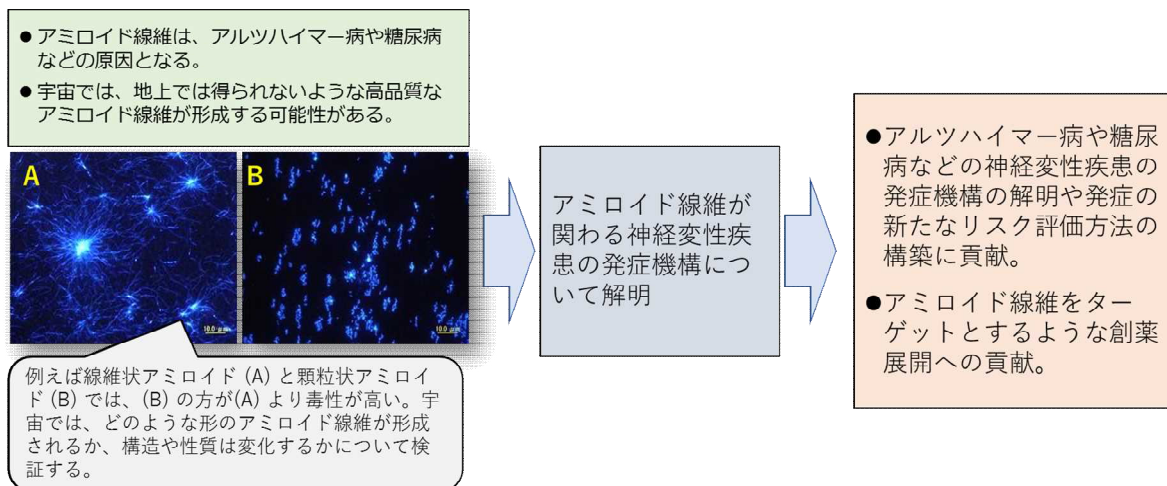 ●アミロイド線維は、アルツハイマー病や糖尿病
などの原因となる。
●宇宙では、地上では得られないような高品質な
アミロイド線維が形成する可能性がある。
A
B
10.0 μm
10.0 μm
例えば線維状アミロイド (A) と顆粒状アミロイ
ド (B) では、(B) の方が(A) より毒性が高い。宇
宙では、どのような形のアミロイド線維が形成
されるか、構造や性質は変化するかについて検
証する。
アミロイド線維が
関わる神経変性疾
患の発症機構につ
いて解明
●アルツハイマー病や糖尿
病などの神経変性疾患の
発症機構の解明や発症の
新たなリスク評価方法の
構築に貢献。
●アミロイド線維をター
ゲットとするような創薬
展開への貢献。